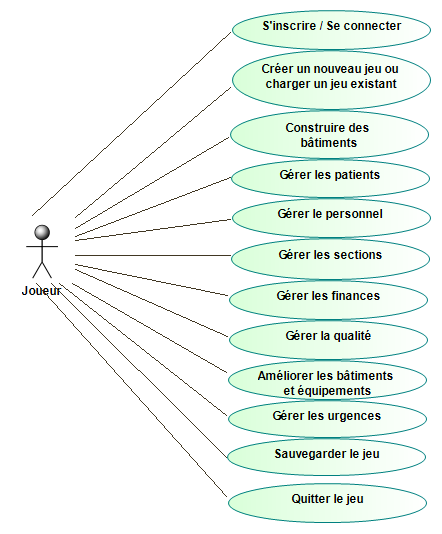 S'inscrire / Se connecter
Créer un nouveau jeu ou
charger un jeu existant
Construire des
bâtiments
Gérer les patients
Gérer le personnel
Gérer les sections
Joueur
Gérer les finances
Gérer la qualité
Améliorer les bâtiments
et équipements
Gérer les urgences
Sauvegarder le jeu
Quitter le jeu